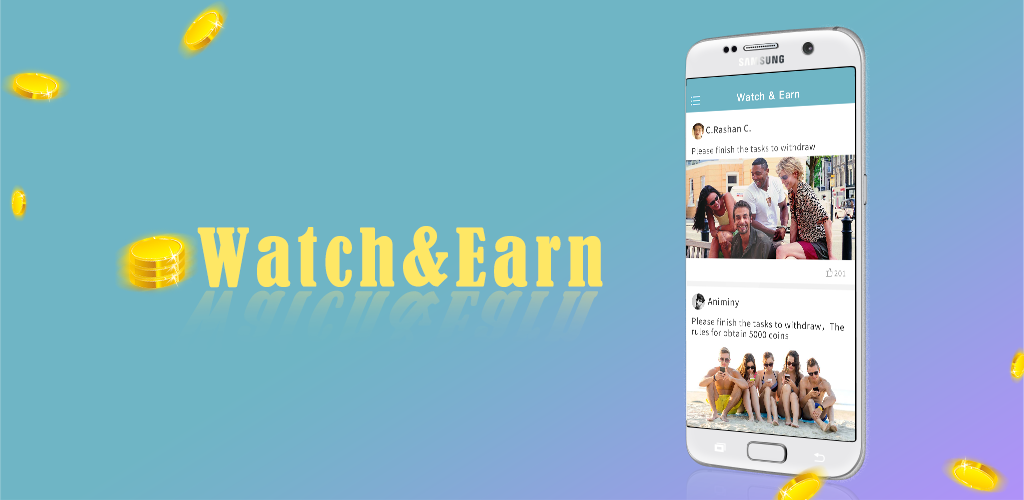 Watch&Earn
SAMSUNG
Watch & Earn
C.Rashan C.
Please finish the tasks to withdraw
201
Animiny
Please finish the tasks to withdraw，The
rules for obtain 5000 coins